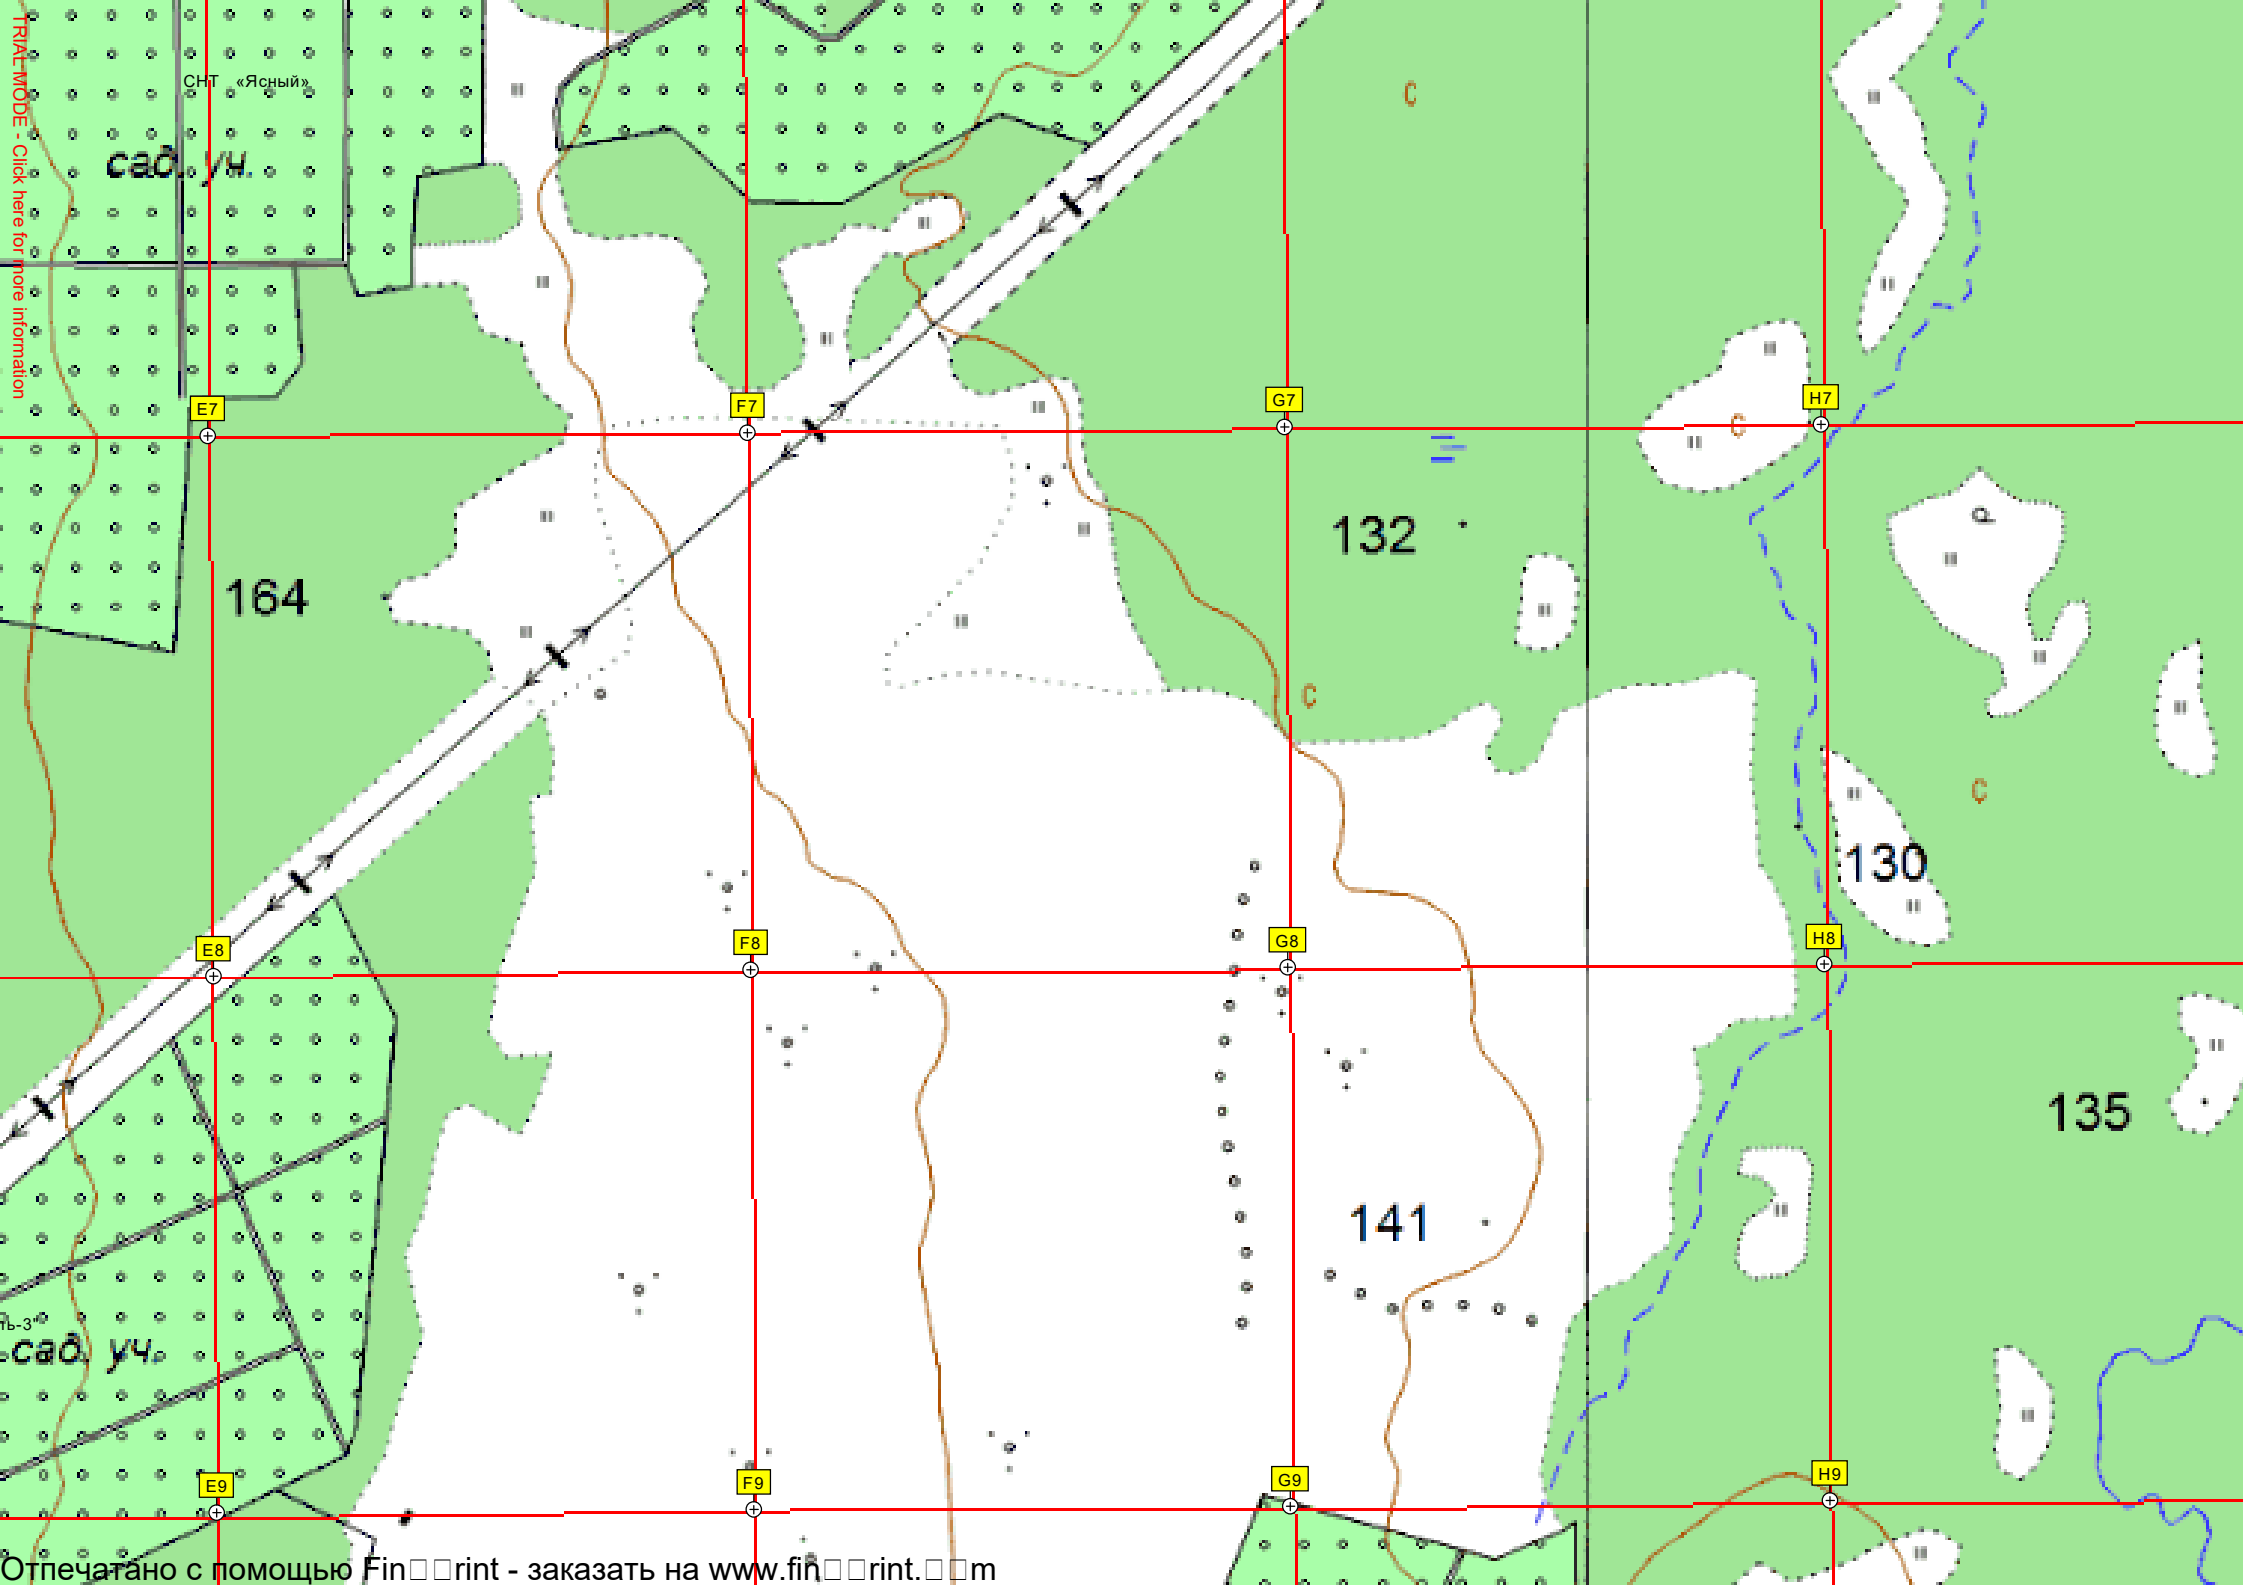 TRIAL MODE - Click here for more information
СНТ «Ясный»
сад. уч.
С
E7
F7
G7
H7
С
132
р
164
С
С
130
E8
F8
G8
H8
135
141
ть-3"
сад. уч.
E9
F9
G9
H9
Отпечатано с помощью Fin□□rint - заказать на www.fin□□rint.□□m